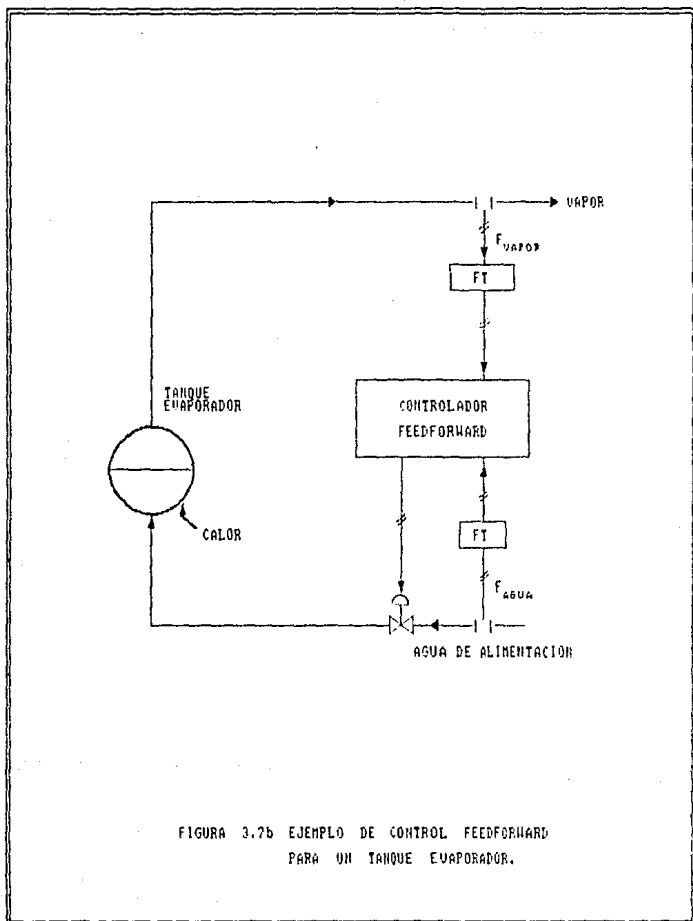 VAPOR
F VAPOR
FT
TANQUE
EVAPORADOR
CONTROLADOR
FEEDFORWARD
CALOR
FT
F AGUA
AGUA DE ALIMENTACION
FIGURA 3.7b EJEMPLO DE CONTROL FEEDFORWARD
PARA UN TANQUE EVAPORADOR.